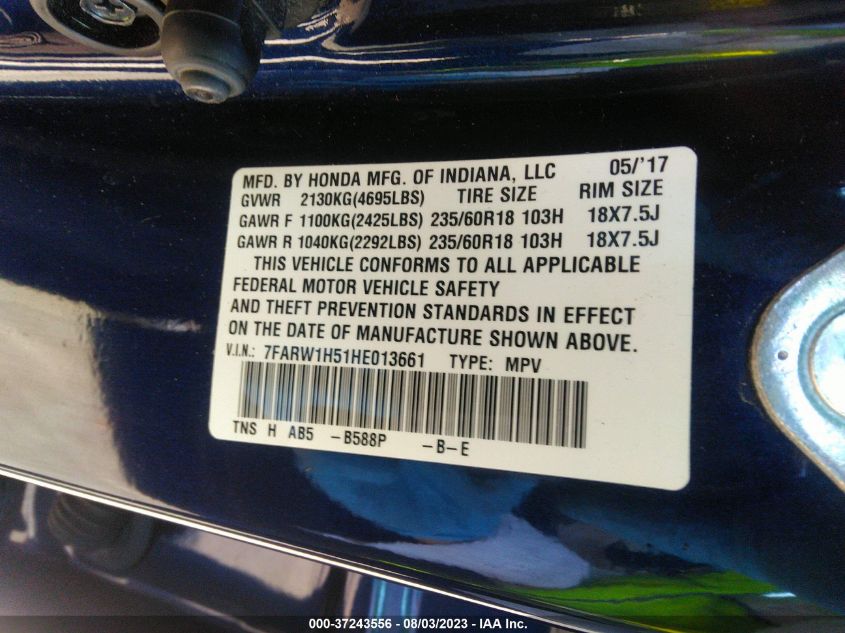 MFD. BY HONDA MFG. OF INDIANA, LLC 05/'17
GVWR 2130KG(4695LBS) TIRE SIZE RIM SIZE
GAWR F 1100KG(2425LBS) 235/60R18 103H 18X7.5J
GAWR R 1040KG(2292LBS) 235/60R18 103H 18X7.5J
THIS VEHICLE CONFORMS TO ALL APPLICABLE
FEDERAL MOTOR VEHICLE SAFETY
AND THEFT PREVENTION STANDARDS IN EFFECT
ON THE DATE OF MANUFACTURE SHOWN ABOVE.
V.I.N.: 7FARW1H51HE013661 TYPE: MPV
TNS H AB5 -B588P -B-E
000-37243556 - 08/03/2023 - IAA Inc.